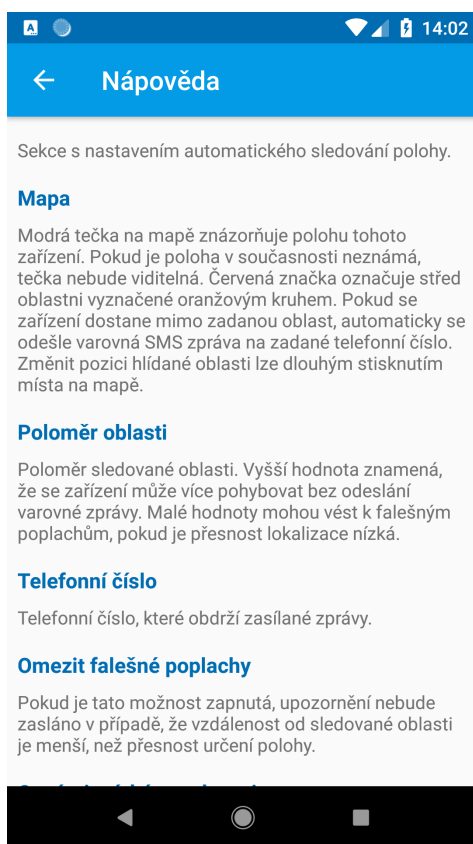 14:02
Nápověda
Sekce s nastavením automatického sledování polohy.
Mapa
Modrá tečka na mapě znázorňuje polohu tohoto
zařízení. Pokud je poloha v současnosti neznámá,
tečka nebude viditelná. Červená značka označuje střed
oblastni vyznačené oranžovým kruhem. Pokud se
zařízení dostane mimo zadanou oblast, automaticky se
odešle varovná SMS zpráva na zadané telefonní číslo.
Změnit pozici hlídané oblasti lze dlouhým stisknutím
místa na mapě.
Poloměr oblasti
Poloměr sledované oblasti. Vyšší hodnota znamená,
že se zařízení může více pohybovat bez odeslání
varovné zprávy. Malé hodnoty mohou vést k falešným
poplachům, pokud je přesnost lokalizace nízká.
Telefonní číslo
Telefonní číslo, které obdrží zasílané zprávy.
Omezit falešné poplachy
Pokud je tato možnost zapnutá, upozornění nebude
zasláno v případě, že vzdálenost od sledované oblasti
je menší, než přesnost určení polohy.